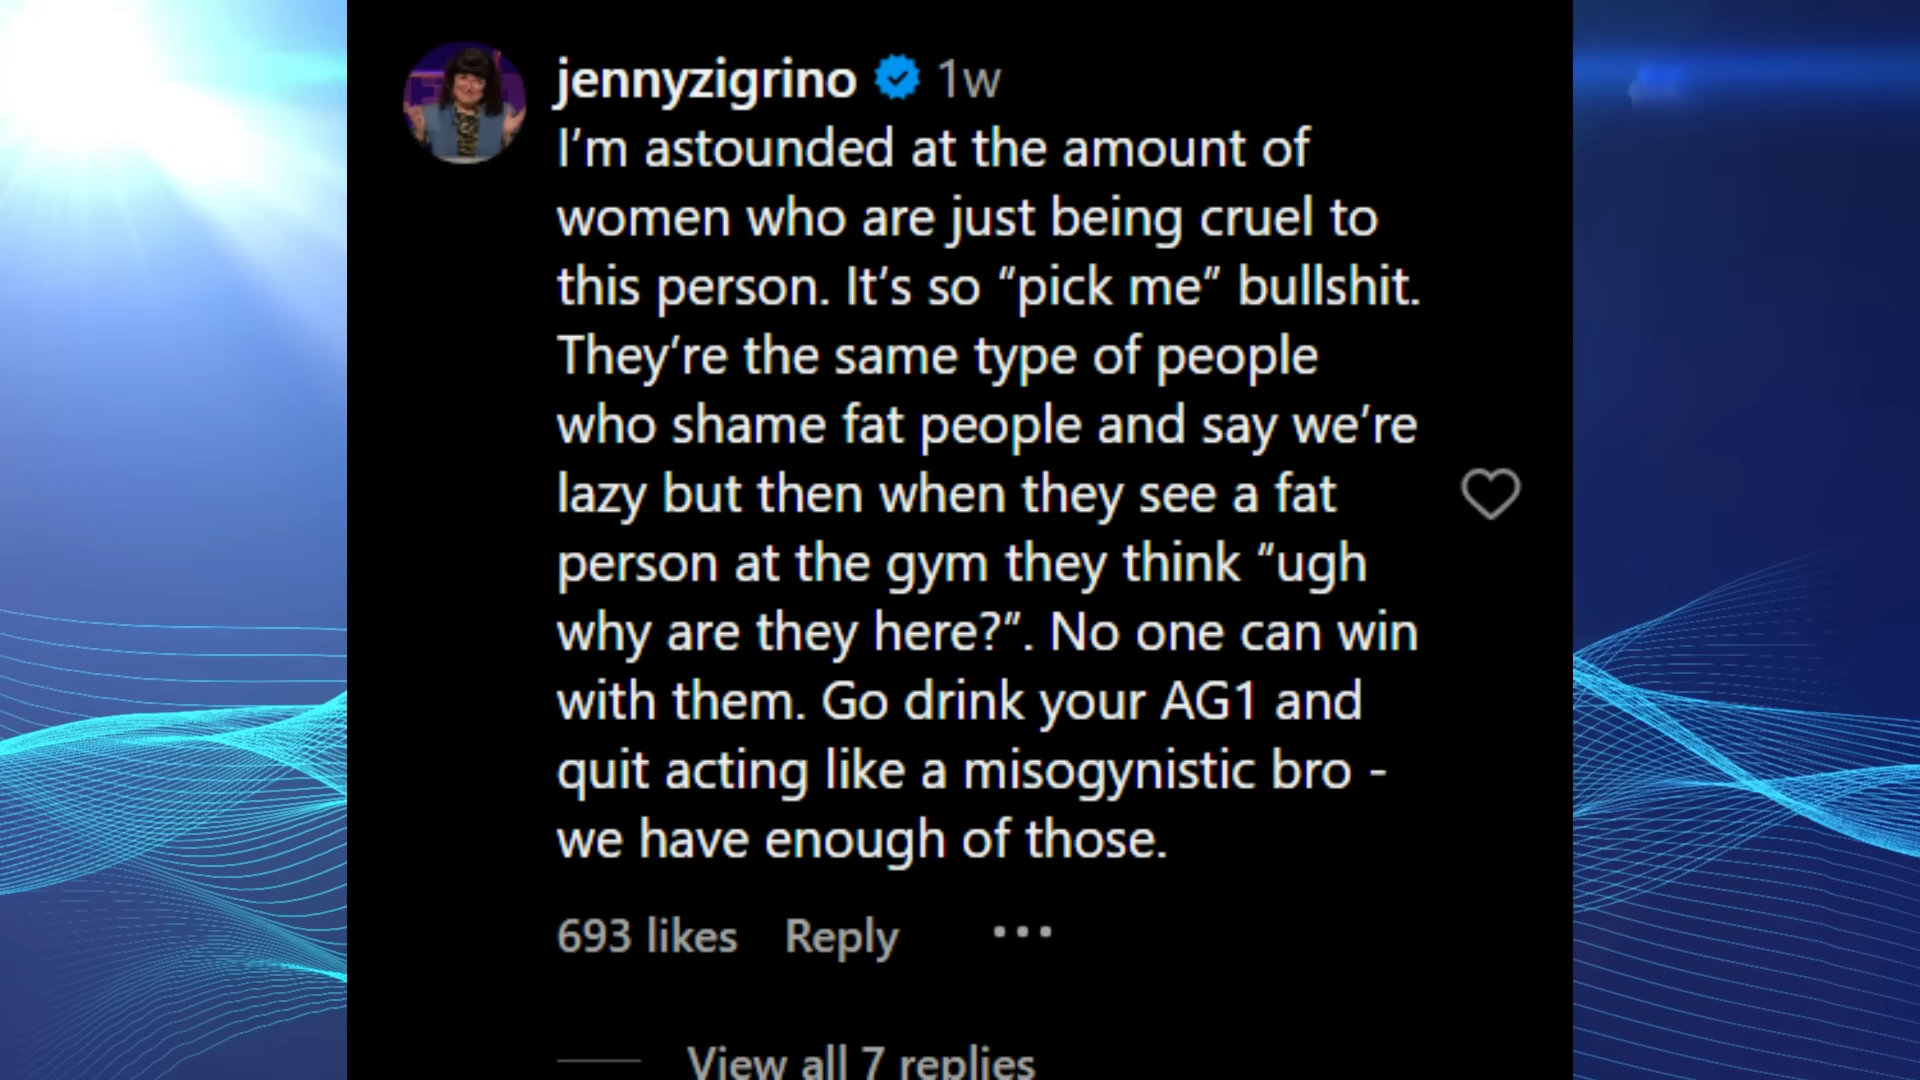 jennyzigrino 1w
I’m astounded at the amount of
women who are just being cruel to
this person. It’s so “pick me” bullshit.
They’re the same type of people
who shame fat people and say we’re
lazy but then when they see a fat
person at the gym they think “ugh
why are they here?”. No one can win
with them. Go drink your AG1 and
quit acting like a misogynistic bro -
we have enough of those.
693 likes Reply
View all 7 replies